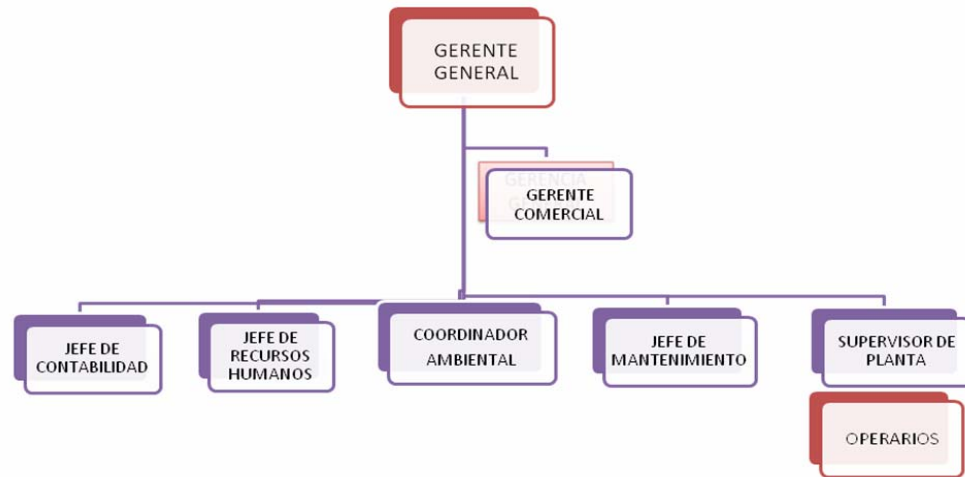 GERENTE
GENERAL
GERENCIA
GERENTE
COMERCIAL
JEFE DE
CONTABILIDAD
JEFE DE
RECURSOS
HUMANOS
COORDINADOR
AMBIENTAL
JEFE DE
MANTENIMIENTO
SUPERVISOR DE
PLANTA
OPERARIOS